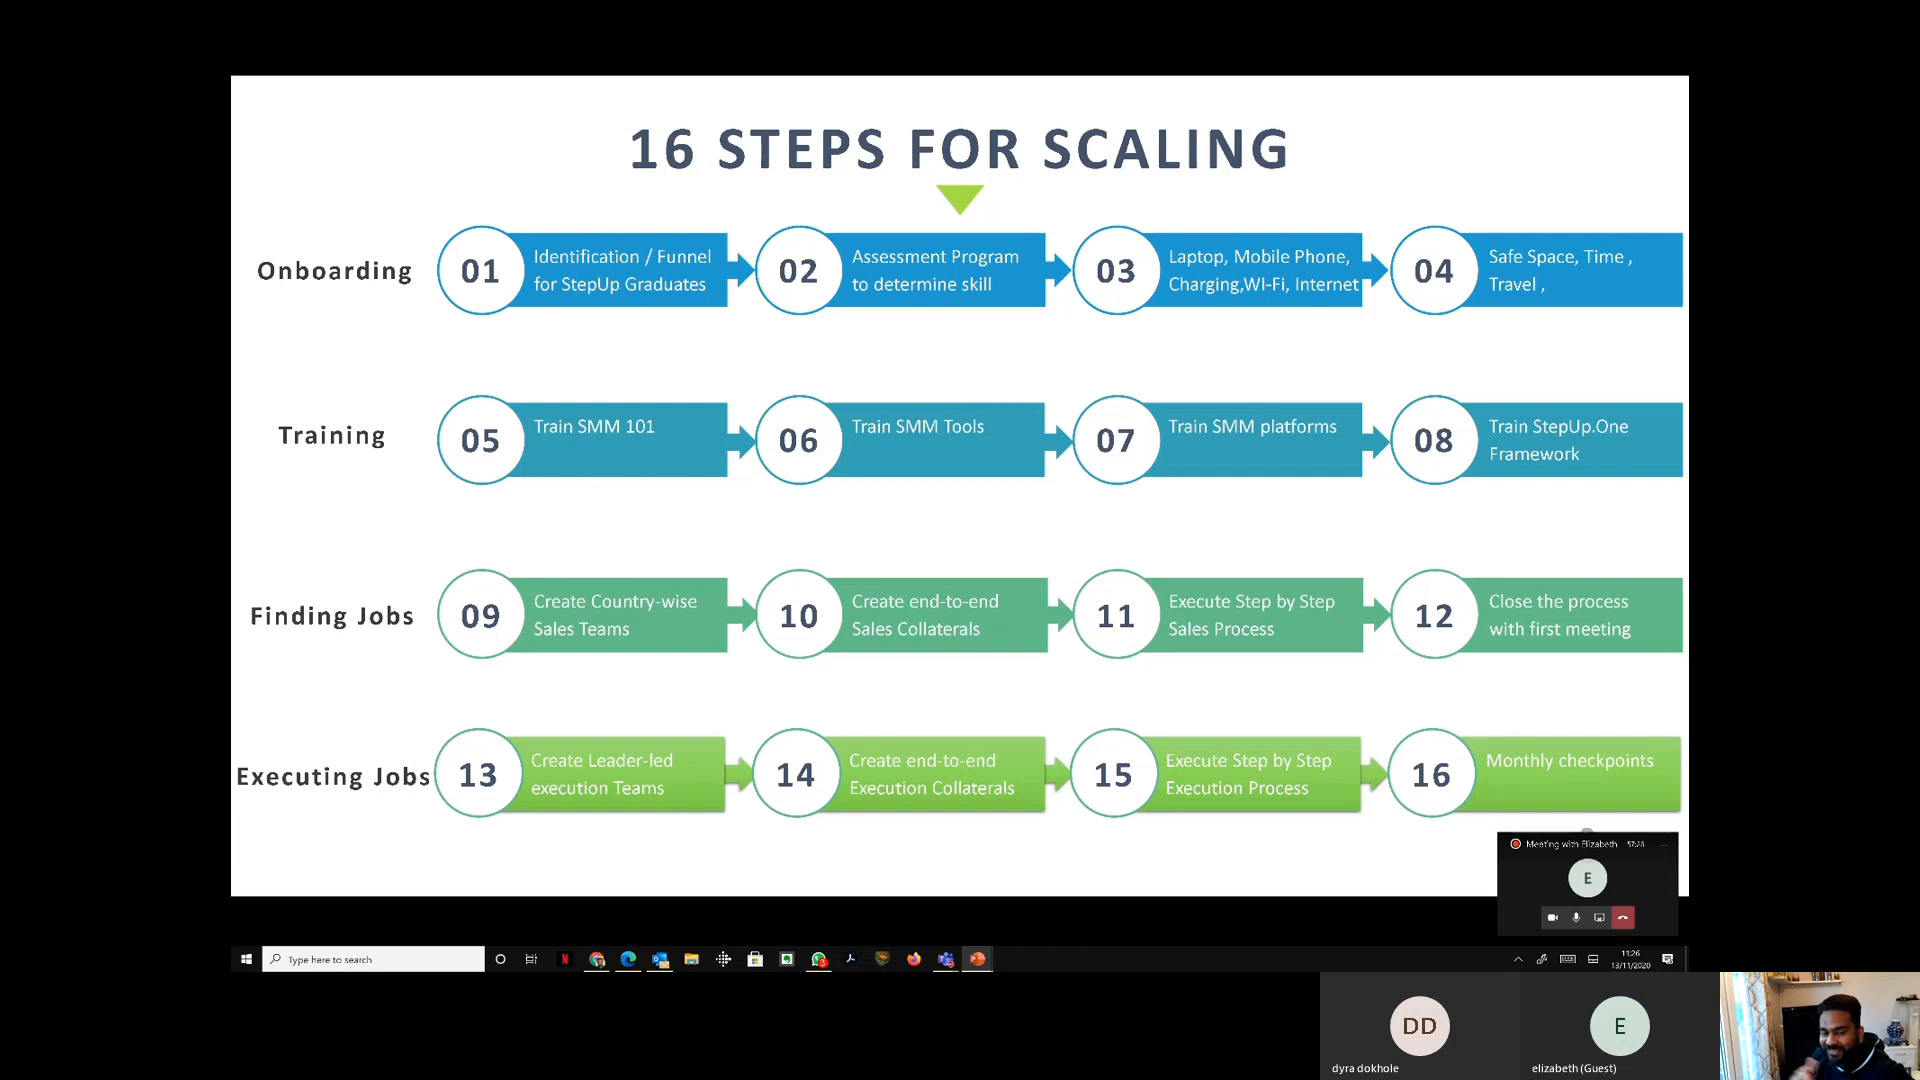 16 STEPS FOR SCALING
Onboarding
01
Identification / Funnel
for StepUp Graduates
02
Assessment Program
to determine skill
03
Laptop, Mobile Phone,
Charging,WI-Fi, Internet
04
Safe Space, Time ,
Travel ,
Training
05
Train SMM 101
06
Train SMM Tools
07
Train SMM platforms
08
Train StepUp.One
Framework
Finding Jobs
09
Create Country-wise
Sales Teams
10
Create end-to-end
Sales Collaterals
11
Execute Step by Step
Sales Process
12
Close the process
with first meeting
Executing Jobs
13
Create Leader-led
execution Teams
14
Create end-to-end
Execution Collaterals
15
Execute Step by Step
Execution Process
16
Monthly checkpoints
Meeting with Elizabeth 57:28
E
Type here to search
N
3
11:26
13/11/2020
DD
dyra dokhole
E
elizabeth (Guest)